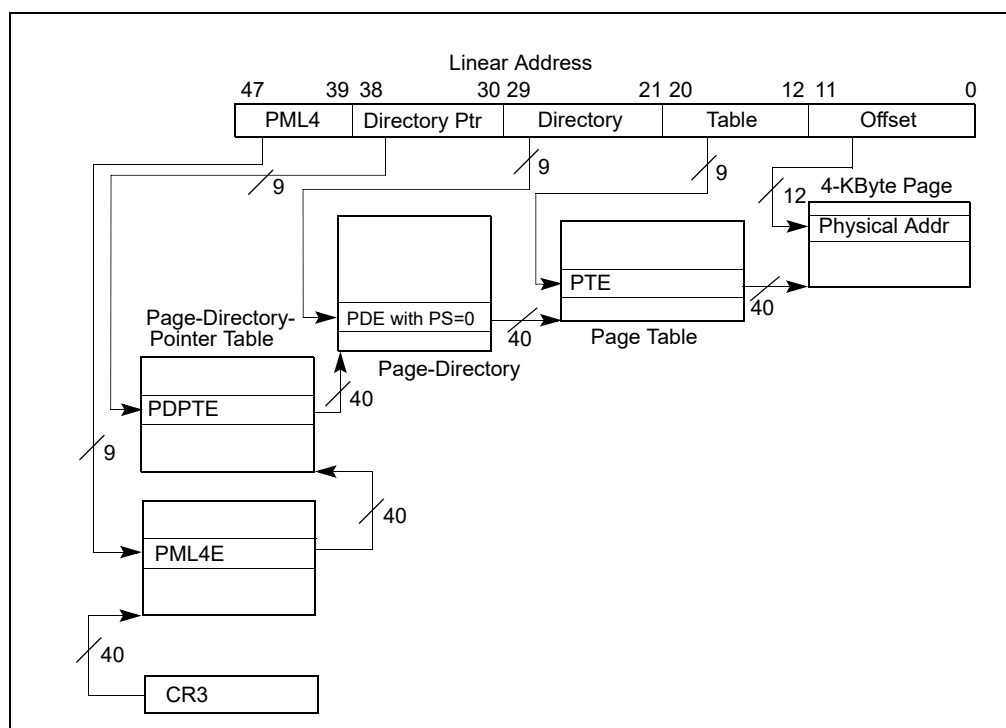 Linear Address
47 39 38 30 29 21 20 12 11 0
PML4 Directory Ptr Directory Table Offset
9 9 9 12 4-KByte Page
Physical Addr
PTE
PDE with PS=0 40 40
Page-Directory-
Pointer Table
Page Table
Page-Directory
PDPTE 40
9
40
PML4E
40
CR3